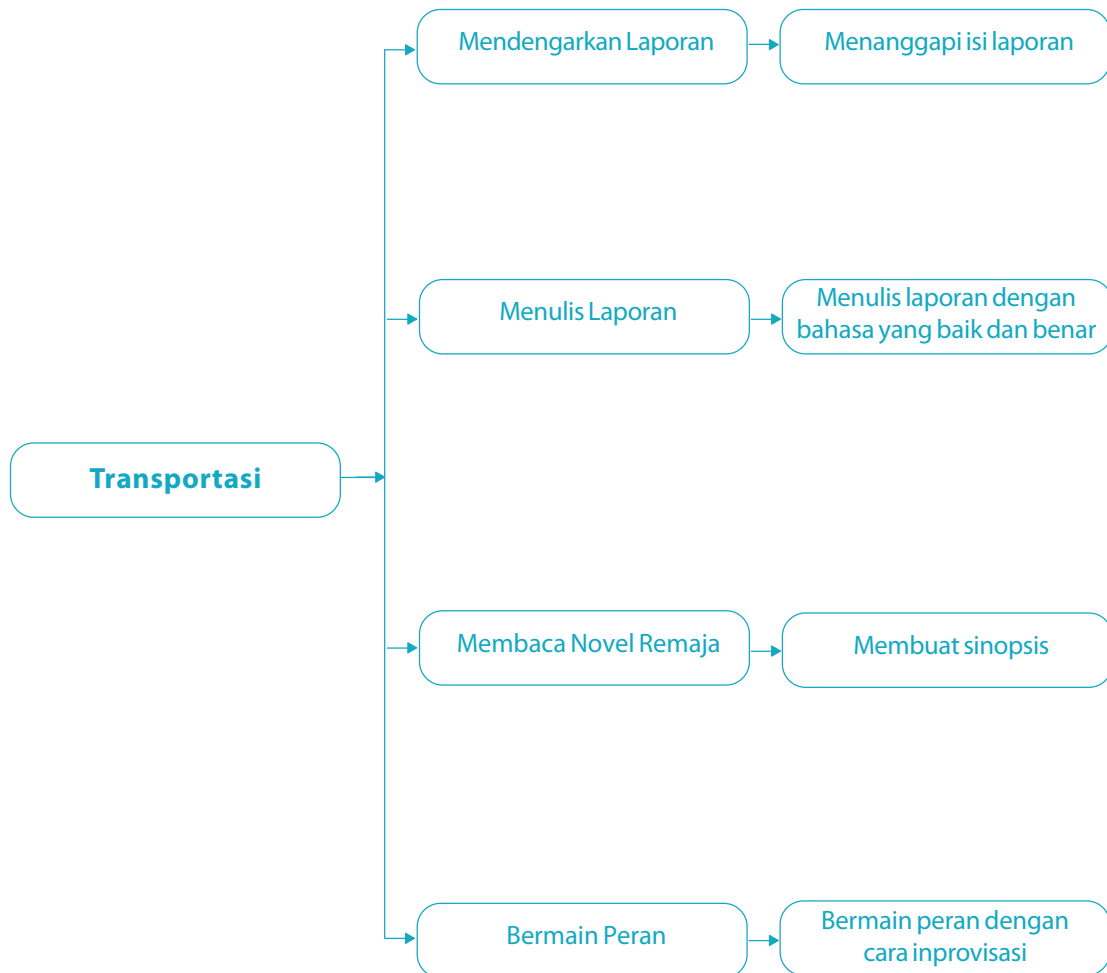 Mendengarkan Laporan
Menanggapi isi laporan
Menulis Laporan
Menulis laporan dengan
bahasa yang baik dan benar
Transportasi
Membaca Novel Remaja
Membuat sinopsis
Bermain Peran
Bermain peran dengan
cara inprovisasi